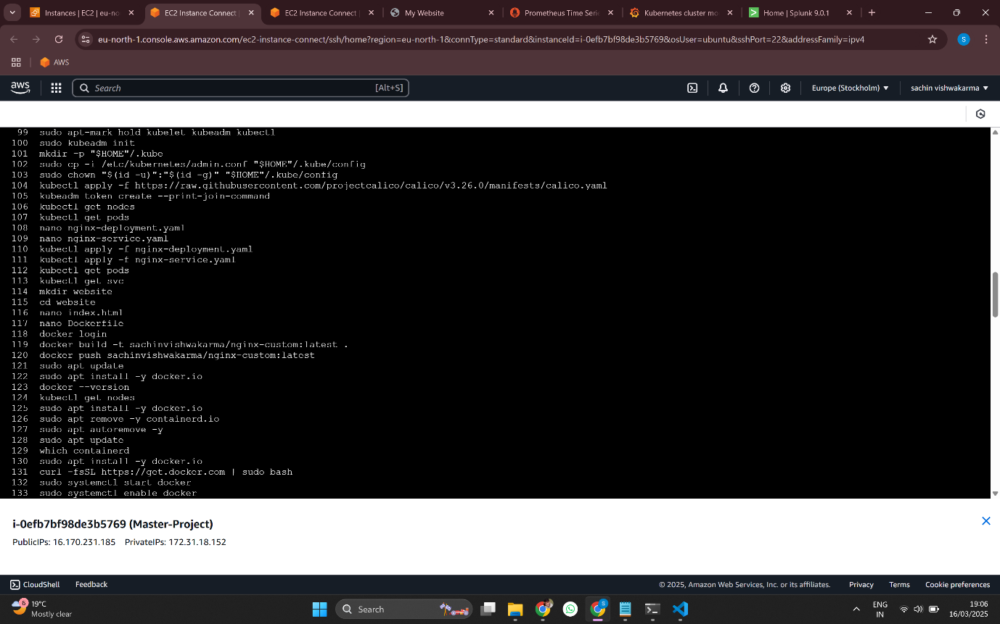 Instances | EC2 | eu-no
EC2 Instance Connect
EC2 Instance Connect
My Website
Prometheus Time Serie
Kubernetes cluster mo
Home | Splunk 9.0.1
eu-north-1.console.aws.amazon.com/ec2-instance-connect/ssh/home?region=eu-north-1&connType=standard&instanceId=i-0efb7bf98de3b5769&osUser=ubuntu&sshPort=22&addressFamily=ipv4
S
AWS
aws
Search
[Alt+S]
Europe (Stockholm)
sachin vishwakarma
99 sudo apt-mark hold kubelet kubeadm kubectl
100 sudo kubeadm init
101 mkdir -p "$HOME"/.kube
102 sudo cp -i /etc/kubernetes/admin.conf "$HOME"/.kube/config
103 sudo chown "$(id -u)":"$(id -g)" "$HOME"/.kube/config
104 kubectl apply -f https://raw.githubusercontent.com/projectcalico/calico/v3.26.0/manifests/calico.yaml
105 kubeadm token create --print-join-command
106 kubectl get nodes
107 kubectl get pods
108 nano nginx-deployment.yaml
109 nano nginx-service.yaml
110 kubectl apply -f nginx-deployment.yaml
111 kubectl apply -f nginx-service.yaml
112 kubectl get pods
113 kubectl get svc
114 mkdir website
115 cd website
116 nano index.html
117 nano Dockerfile
118 docker login
119 docker build -t sachinvishwakarma/nginx-custom:latest .
120 docker push sachinvishwakarma/nginx-custom:latest
121 sudo apt update
122 sudo apt install -y docker.io
123 docker --version
124 kubectl get nodes
125 sudo apt install -y docker.io
126 sudo apt remove -y containerd.io
127 sudo apt autoremove -y
128 sudo apt update
129 which containerd
130 sudo apt install -y docker.io
131 curl -fsSL https://get.docker.com | sudo bash
132 sudo systemctl start docker
133 sudo systemctl enable docker
i-0efb7bf98de3b5769 (Master-Project)
PublicIPs: 16.170.231.185 PrivateIPs: 172.31.18.152
CloudShell
Feedback
© 2025, Amazon Web Services, Inc. or its affiliates.
Privacy
Terms
Cookie preferences
6
19°C
Mostly clear
Search
S
ENG
IN
19:06
16/03/2025